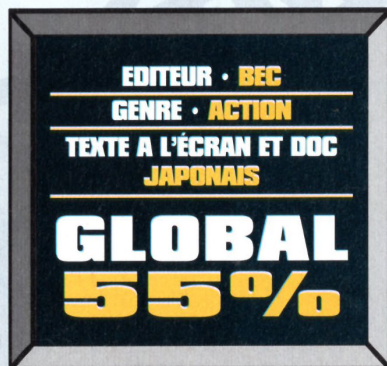 EDITEUR · BEC
GENRE · ACTION
TEXTE A L'ÉCRAN ET DOC
JAPONAIS
GLOBAL
55%